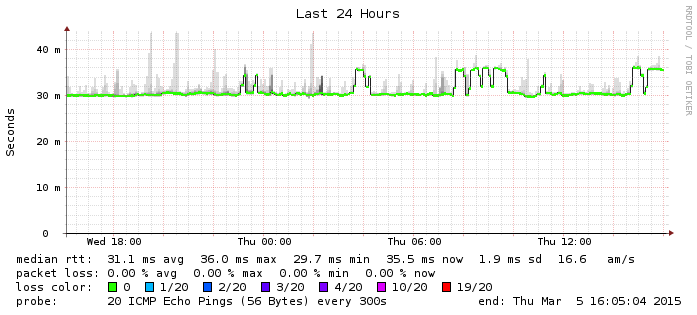 Last 24 Hours
RRDTOOL / TOBI OETIKER
Seconds
40 m
30 m
20 m
10 m
0
Wed 18:00 Thu 00:00 Thu 06:00 Thu 12:00
median rtt: 31.1 ms avg 36.0 ms max 29.7 ms min 35.5 ms now 1.9 ms sd 16.6 am/s
packet loss: 0.00 % avg 0.00 % max 0.00 % min 0.00 % now
loss color: 0 1/20 2/20 3/20 4/20 10/20 19/20
probe: 20 ICMP Echo Pings (56 Bytes) every 300s end: Thu Mar 5 16:05:04 2015